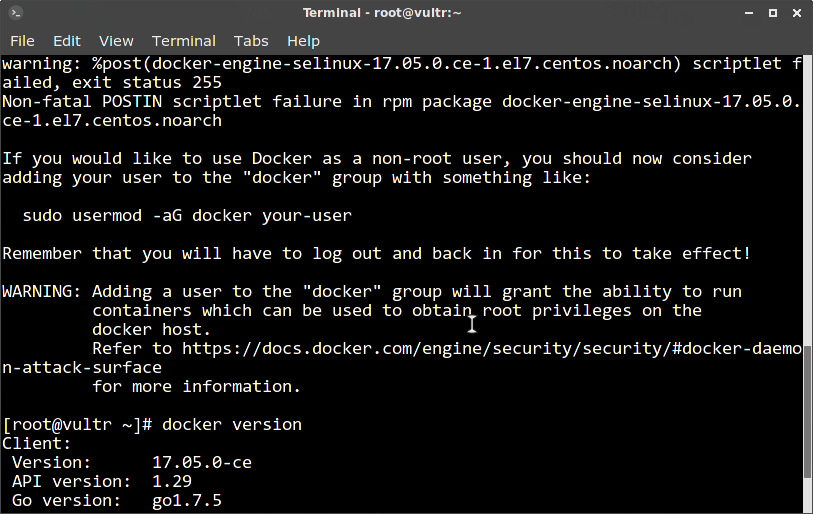 Terminal - root@vultr:~
File Edit View Terminal Tabs Help
warning: %post(docker-engine-selinux-17.05.0.ce-1.el7.centos.noarch) scriptlet f
ailed, exit status 255
Non-fatal POSTIN scriptlet failure in rpm package docker-engine-selinux-17.05.0.
ce-1.el7.centos.noarch
If you would like to use Docker as a non-root user, you should now consider
adding your user to the "docker" group with something like:
sudo usermod -aG docker your-user
Remember that you will have to log out and back in for this to take effect!
WARNING: Adding a user to the "docker" group will grant the ability to run
containers which can be used to obtain root privileges on the
docker host.
Refer to https://docs.docker.com/engine/security/security/#docker-daemo
n-attack-surface
for more information.
[root@vultr ~]# docker version
Client:
Version:      17.05.0-ce
API version:  1.29
Go version:   go1.7.5